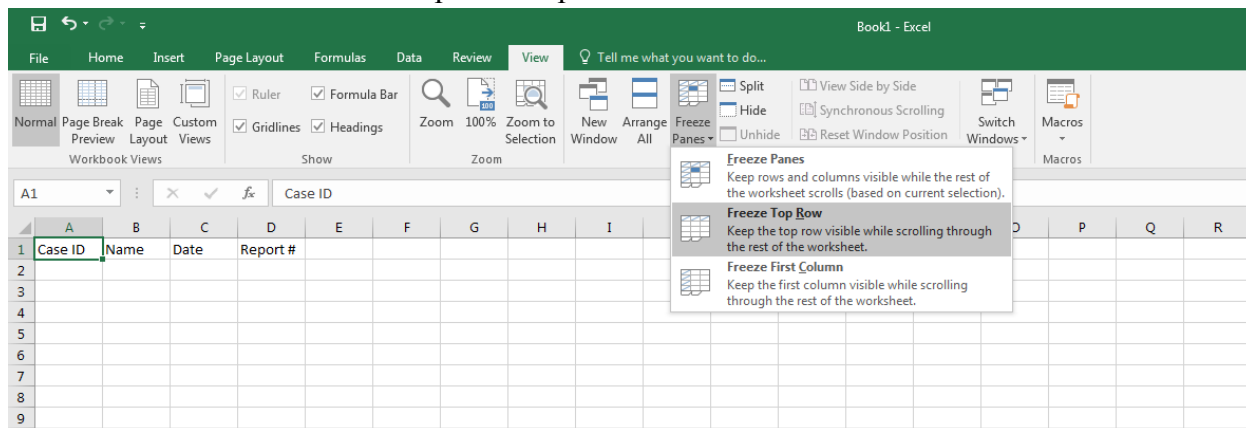 Book1 - Excel
File Home Insert Page Layout Formulas Data Review View Tell me what you want to do...
Normal Page Break Preview Page Layout Custom Views
Workbook Views
Ruler Formula Bar
Gridlines Headings
Show
Zoom 100% Zoom to Selection
100
Zoom
New Window Arrange All Freeze Panes
Split
Hide
Unhide
View Side by Side
Synchronous Scrolling
Reset Window Position
Switch Windows
Macros
Macros
Freeze Panes
Keep rows and columns visible while the rest of
the worksheet scrolls (based on current selection).
Freeze Top Row
Keep the top row visible while scrolling through
the rest of the worksheet.
Freeze First Column
Keep the first column visible while scrolling
through the rest of the worksheet.
A1 fx Case ID
A B C D E F G H I P Q R
1 Case ID Name Date Report #
2
3
4
5
6
7
8
9